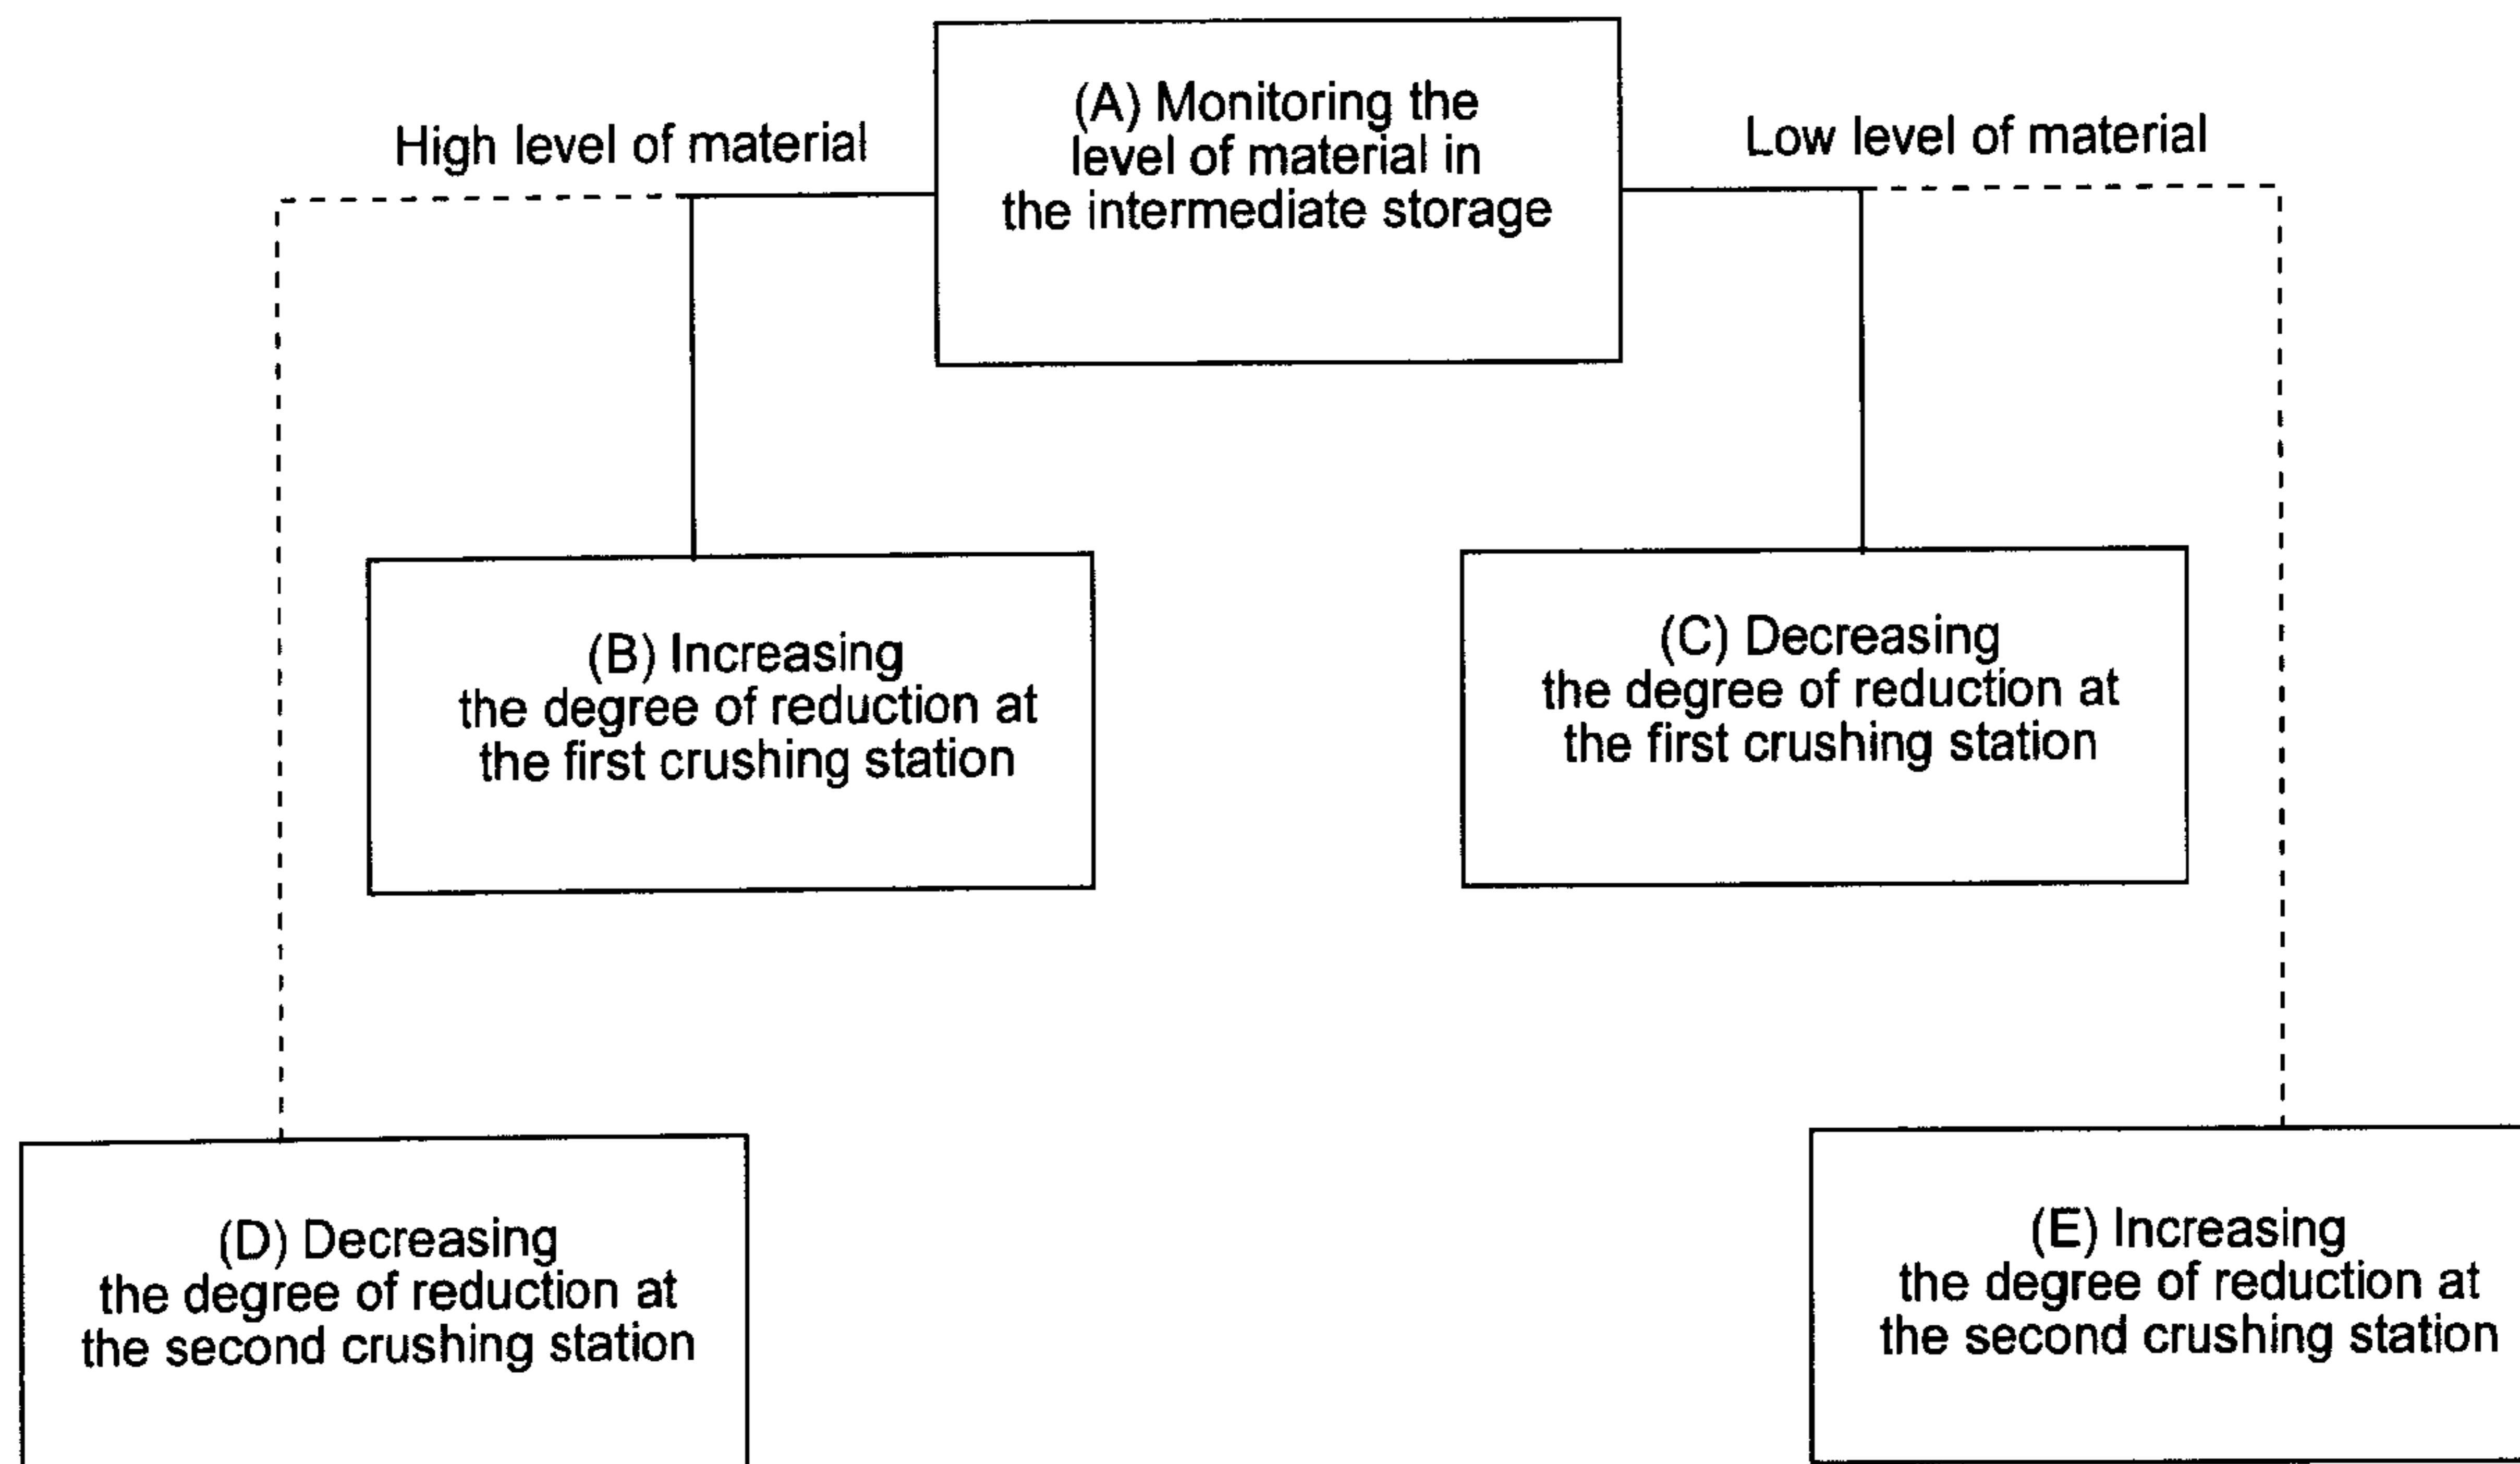 (A) Monitoring the
level of material in
the intermediate storage
High level of material
Low level of material
(B) Increasing
the degree of reduction at
the first crushing station
(C) Decreasing
the degree of reduction at
the first crushing station
(D) Decreasing
the degree of reduction at
the second crushing station
(E) Increasing
the degree of reduction at
the second crushing station